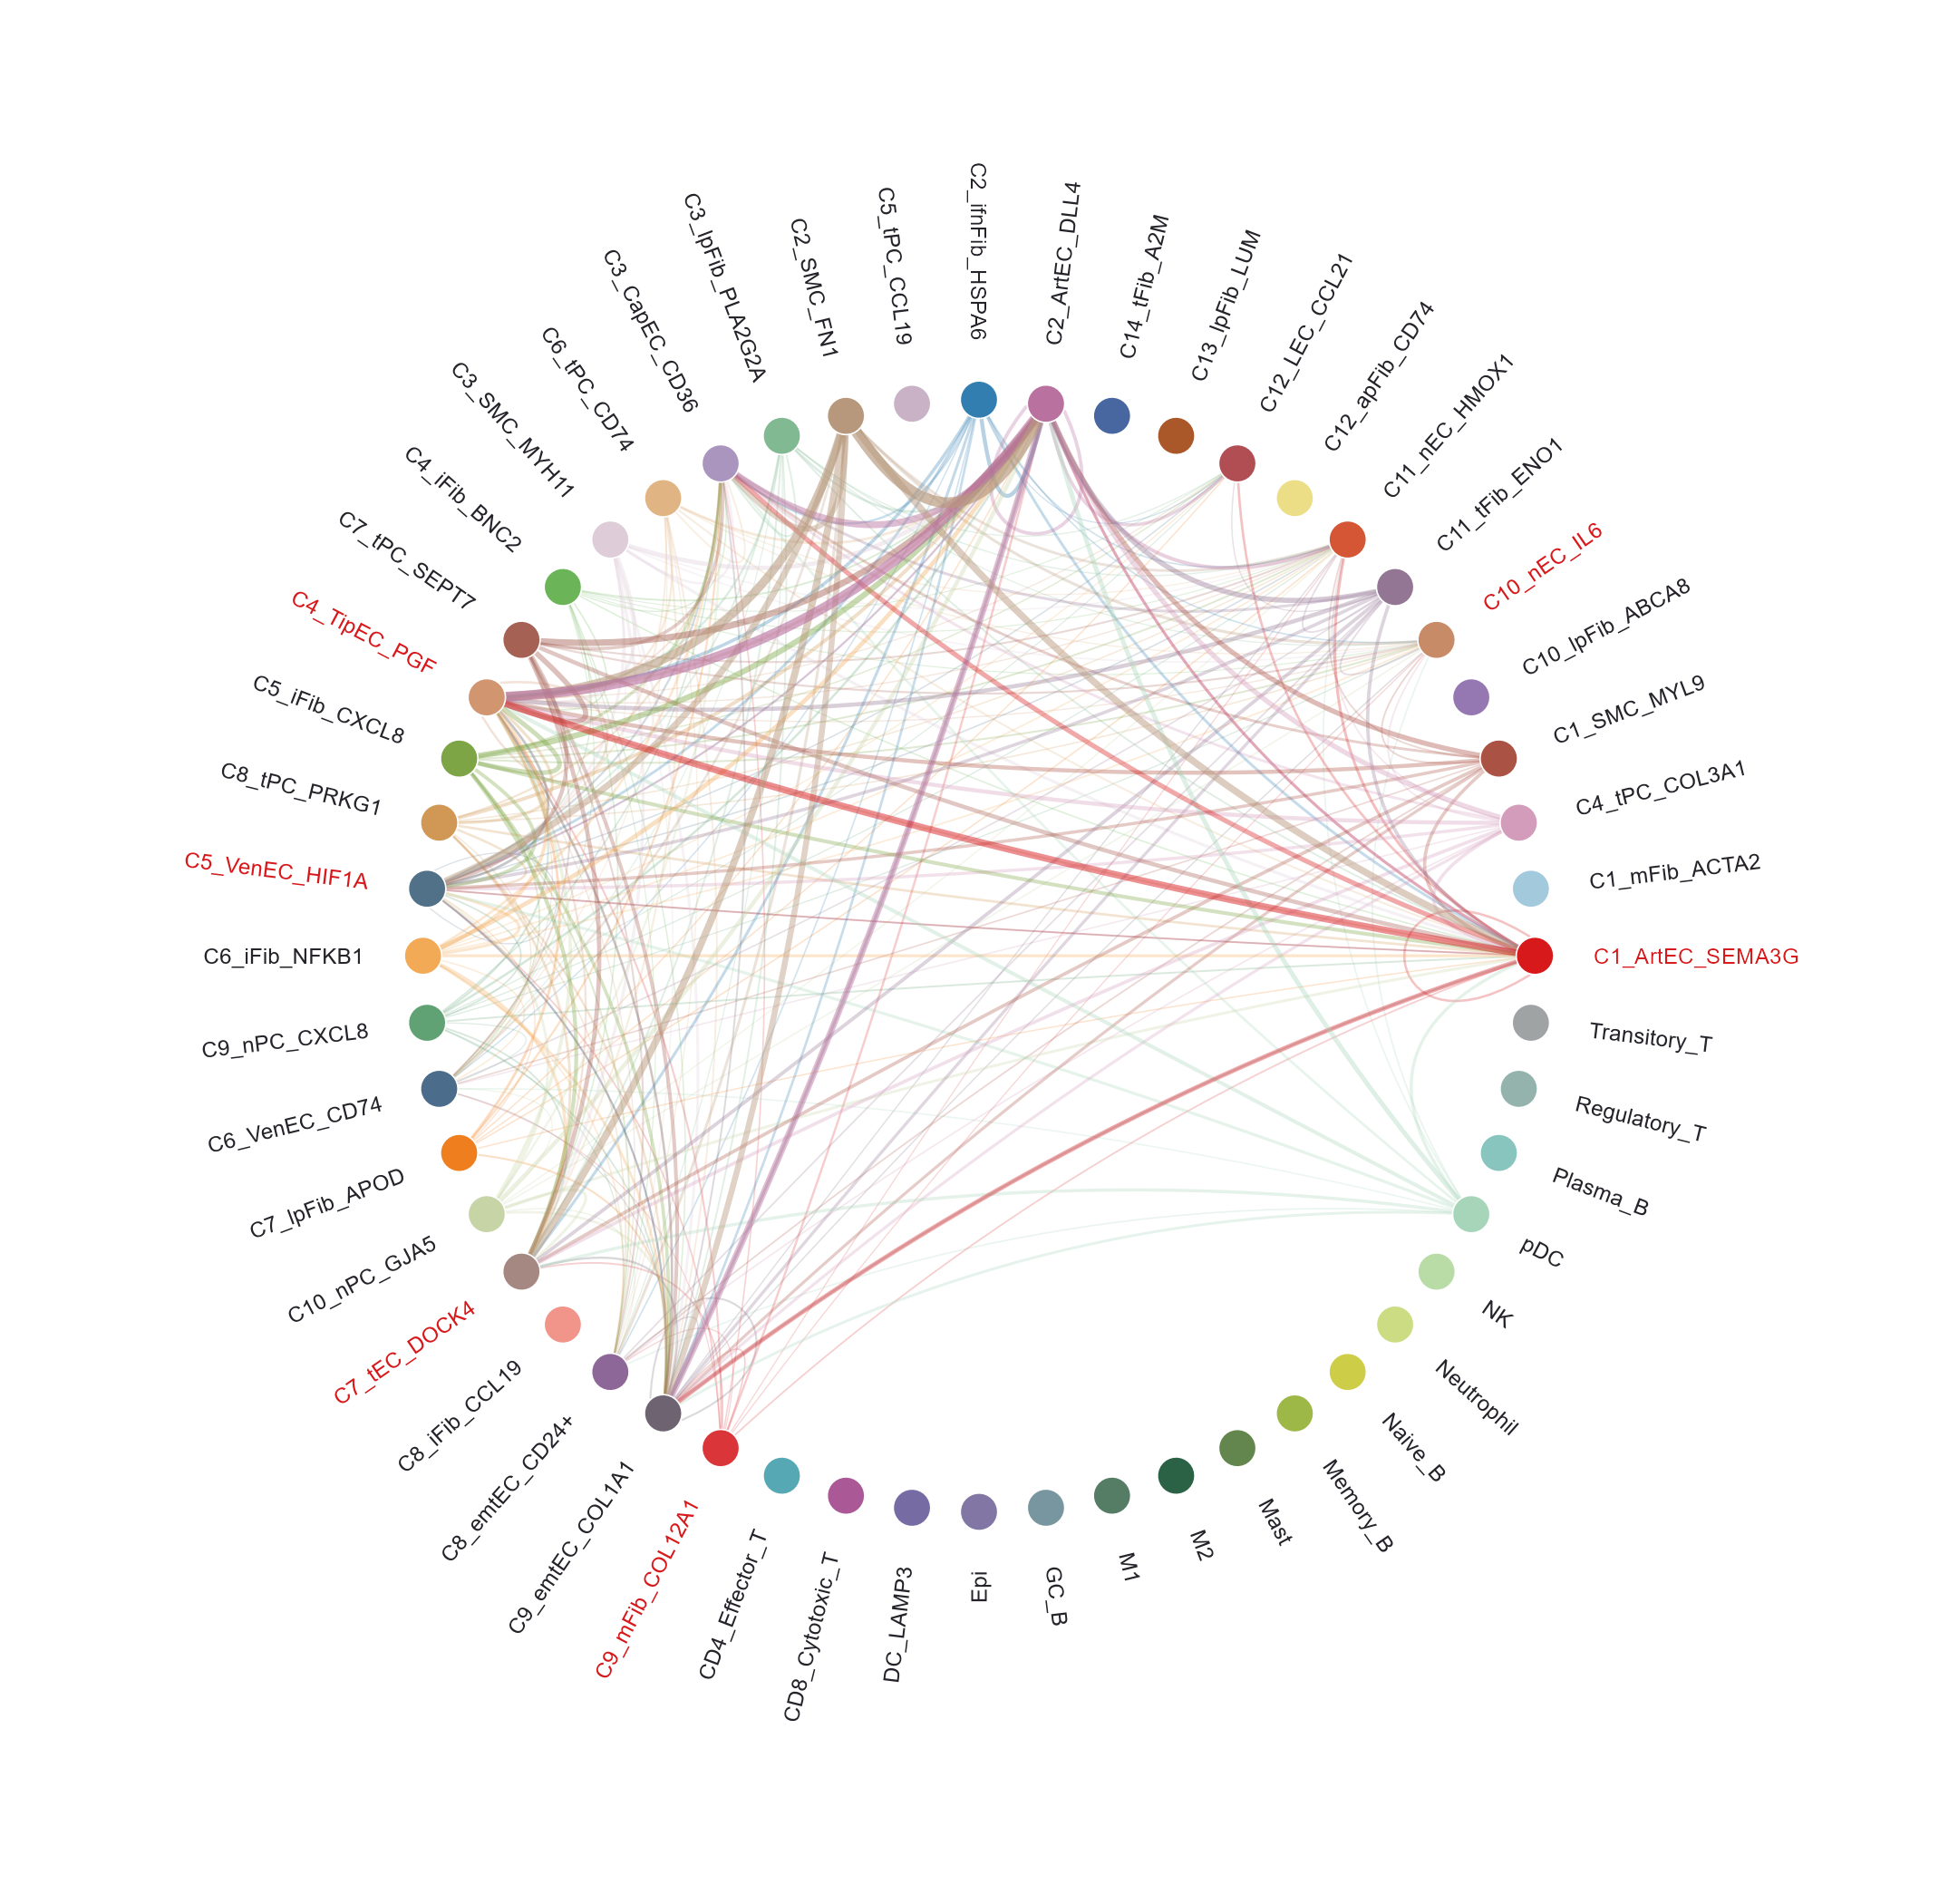 C2_ifnFib_HSPA6
C2_ArtEC_DLL4
C14_tFib_A2M
C13_lpFib_LUM
C12_LEC_CCL21
C12_apFib_CD74
C11_nEC_HMOX1
C11_tFib_ENO1
C10_nEC_IL6
C10_lpFib_ABCA8
C1_SMC_MYL9
C4_tPC_COL3A1
C1_mFib_ACTA2
C1_ArtEC_SEMA3G
Transitory_T
Regulatory_T
Plasma_B
pDC
NK
Neutrophil
Naive_B
Memory_B
Mast
M2
M1
GC_B
Epi
DC_LAMP3
CD8_Cytotoxic_T
CD4_Effector_T
C9_mFib_COL12A1
C9_emtEC_COL1A1
C8_emtEC_CD24+
C8_iFib_CCL19
C7_tEC_DOCK4
C10_nPC_GJA5
C7_lpFib_APOD
C6_VenEC_CD74
C9_nPC_CXCL8
C6_iFib_NFKB1
C5_VenEC_HIF1A
C8_tPC_PRKG1
C5_iFib_CXCL8
C4_TipEC_PGF
C7_tPC_SEPT7
C4_iFib_BNC2
C3_SMC_MYH11
C6_tPC_CD74
C3_CapEC_CD36
C3_lpFib_PLA2G2A
C2_SMC_FN1
C5_tPC_CCL19